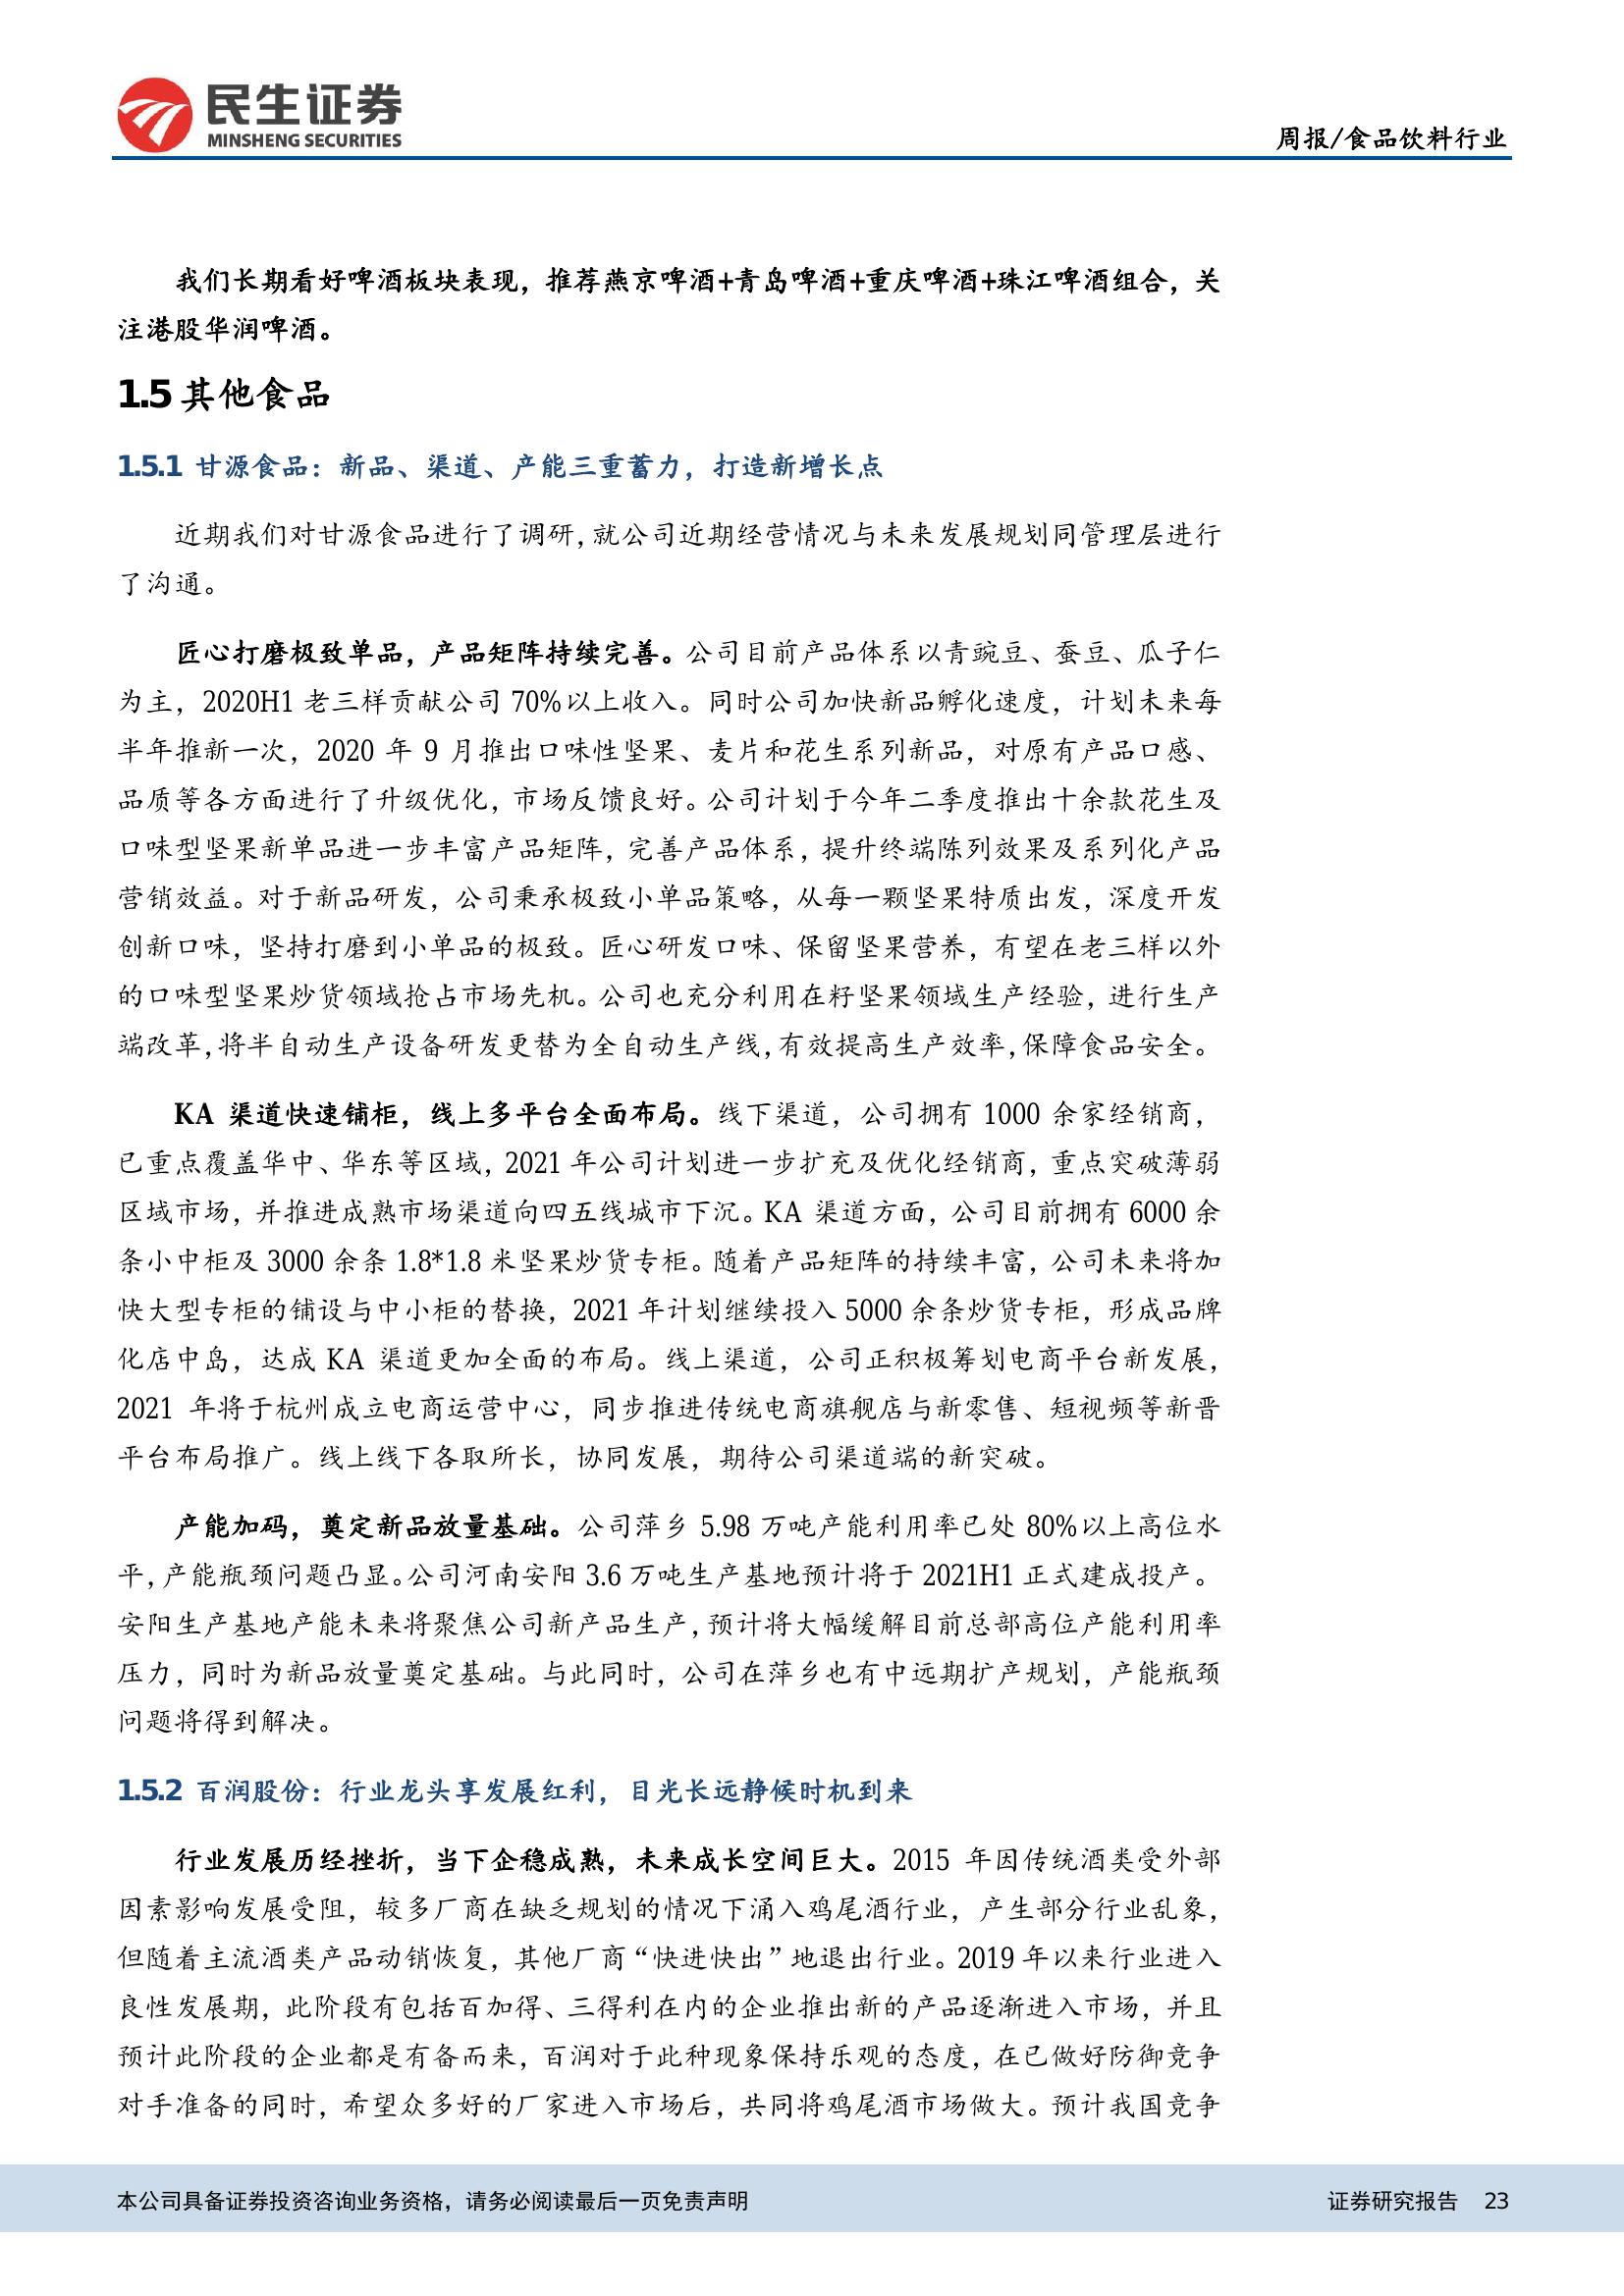 民生证券
MINSHENG SECURITIES
周报/食品饮料行业
我们长期看好啤酒板块表现，推荐燕京啤酒+青岛啤酒+重庆啤酒+珠江啤酒组合，关
注港股华润啤酒。
1.5 其他食品
1.5.1 甘源食品：新品、渠道、产能三重蓄力，打造新增长点
近期我们对甘源食品进行了调研，就公司近期经营情况与未来发展规划同管理层进行
了沟通。
匠心打磨极致单品，产品矩阵持续完善。公司目前产品体系以青豌豆、蚕豆、瓜子仁
为主，2020H1 老三样贡献公司 70%以上收入。同时公司加快新品孵化速度，计划未来每
半年推新一次，2020 年 9 月推出口味性坚果、麦片和花生系列新品，对原有产品口感、
品质等各方面进行了升级优化，市场反馈良好。公司计划于今年二季度推出十余款花生及
口味型坚果新单品进一步丰富产品矩阵，完善产品体系，提升终端陈列效果及系列化产品
营销效益。对于新品研发，公司秉承极致小单品策略，从每一颗坚果特质出发，深度开发
创新口味，坚持打磨到小单品的极致。匠心研发口味、保留坚果营养，有望在老三样以外
的口味型坚果炒货领域抢占市场先机。公司也充分利用在籽坚果领域生产经验，进行生产
端改革，将半自动生产设备研发更替为全自动生产线，有效提高生产效率，保障食品安全。
KA 渠道快速铺柜，线上多平台全面布局。线下渠道，公司拥有 1000 余家经销商，
已重点覆盖华中、华东等区域，2021 年公司计划进一步扩充及优化经销商，重点突破薄弱
区域市场，并推进成熟市场渠道向四五线城市下沉。KA 渠道方面，公司目前拥有 6000 余
条小中柜及 3000 余条 1.8*1.8 米坚果炒货专柜。随着产品矩阵的持续丰富，公司未来将加
快大型专柜的铺设与中小柜的替换，2021 年计划继续投入 5000 余条炒货专柜，形成品牌
化店中岛，达成 KA 渠道更加全面的布局。线上渠道，公司正积极筹划电商平台新发展，
2021 年将于杭州成立电商运营中心，同步推进传统电商旗舰店与新零售、短视频等新晋
平台布局推广。线上线下各取所长，协同发展，期待公司渠道端的新突破。
产能加码，奠定新品放量基础。公司萍乡 5.98 万吨产能利用率已处 80%以上高位水
平，产能瓶颈问题凸显。公司河南安阳 3.6 万吨生产基地预计将于 2021H1 正式建成投产。
安阳生产基地产能未来将聚焦公司新产品生产，预计将大幅缓解目前总部高位产能利用率
压力，同时为新品放量奠定基础。与此同时，公司在萍乡也有中远期扩产规划，产能瓶颈
问题将得到解决。
1.5.2 百润股份：行业龙头享发展红利，目光长远静候时机到来
行业发展历经挫折，当下企稳成熟，未来成长空间巨大。2015 年因传统酒类受外部
因素影响发展受阻，较多厂商在缺乏规划的情况下涌入鸡尾酒行业，产生部分行业乱象，
但随着主流酒类产品动销恢复，其他厂商“快进快出”地退出行业。2019 年以来行业进入
良性发展期，此阶段有包括百加得、三得利在内的企业推出新的产品逐渐进入市场，并且
预计此阶段的企业都是有备而来，百润对于此种现象保持乐观的态度，在已做好防御竞争
对手准备的同时，希望众多好的厂家进入市场后，共同将鸡尾酒市场做大。预计我国竞争
本公司具备证券投资咨询业务资格，请务必阅读最后一页免责声明
证券研究报告 23